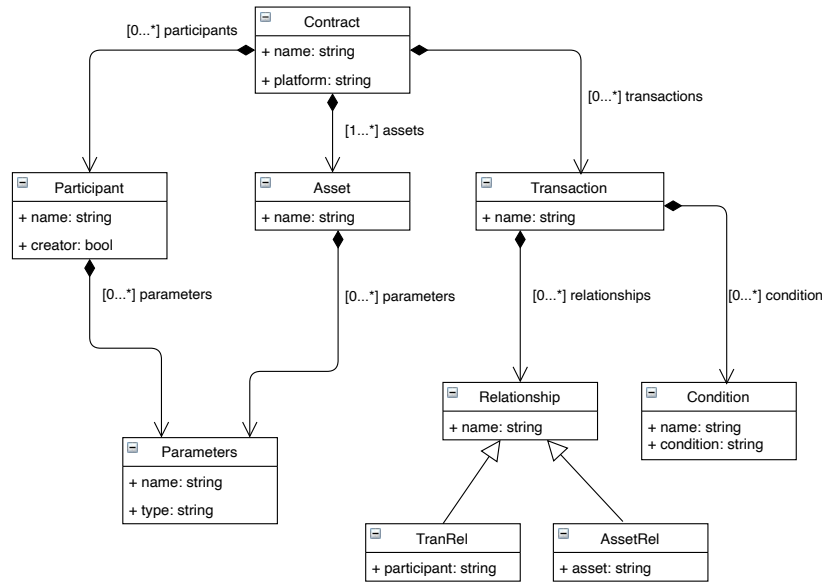 Contract
+ name: string
+ platform: string
[0...*] participants
[1...*] assets
[0...*] transactions
Participant
+ name: string
+ creator: bool
Asset
+ name: string
Transaction
+ name: string
[0...*] parameters
[0...*] parameters
[0...*] relationships
[0...*] condition
Parameters
+ name: string
+ type: string
Relationship
+ name: string
Condition
+ name: string
+ condition: string
TranRel
+ participant: string
AssetRel
+ asset: string